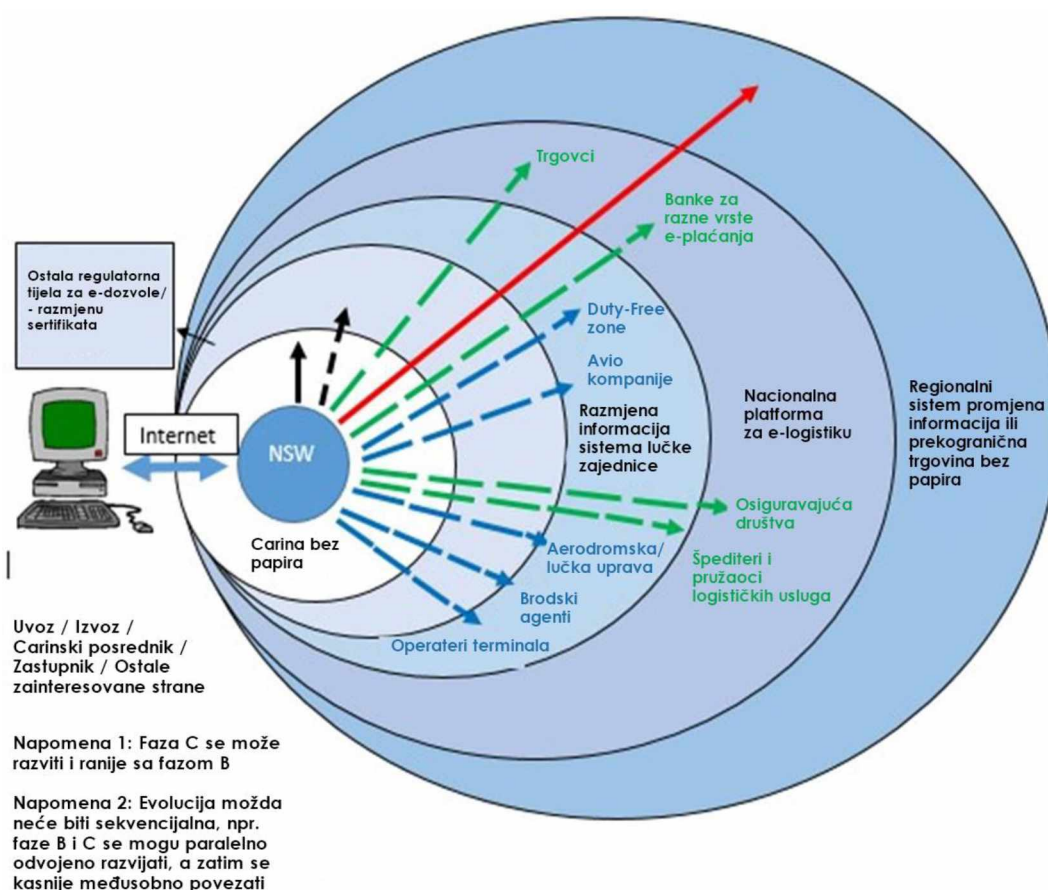 Trgovci
Banke za
razne vrste
e-plaćanja
Ostala regulatorna
tijela za e-dozvole/
- razmjenu
sertifikata
Duty-Free
zone
Avio
kompanije
Internet
NSW
Razmjena
informacija
sistema lučke
zajednice
Nacionalna
platforma
za e-logistiku
Regionalni
sistem promjena
informacija ili
prekogranična
trgovina bez
papira
Carina bez
papira
Osiguravajuća
društva
Aerodromska/
lučka uprava
Špediteri i
pružaoci
logističkih usluga
Brodski
agenti
Operateri terminala
Uvoz / Izvoz /
Carinski posrednik /
Zastupnik / Ostale
zainteresovane strane
Napomena 1: Faza C se može
razviti i ranije sa fazom B
Napomena 2: Evolucija možda
neće biti sekvencijalna, npr.
faze B i C se mogu paralelno
odvojeno razvijati, a zatim se
kasnije međusobno povezati